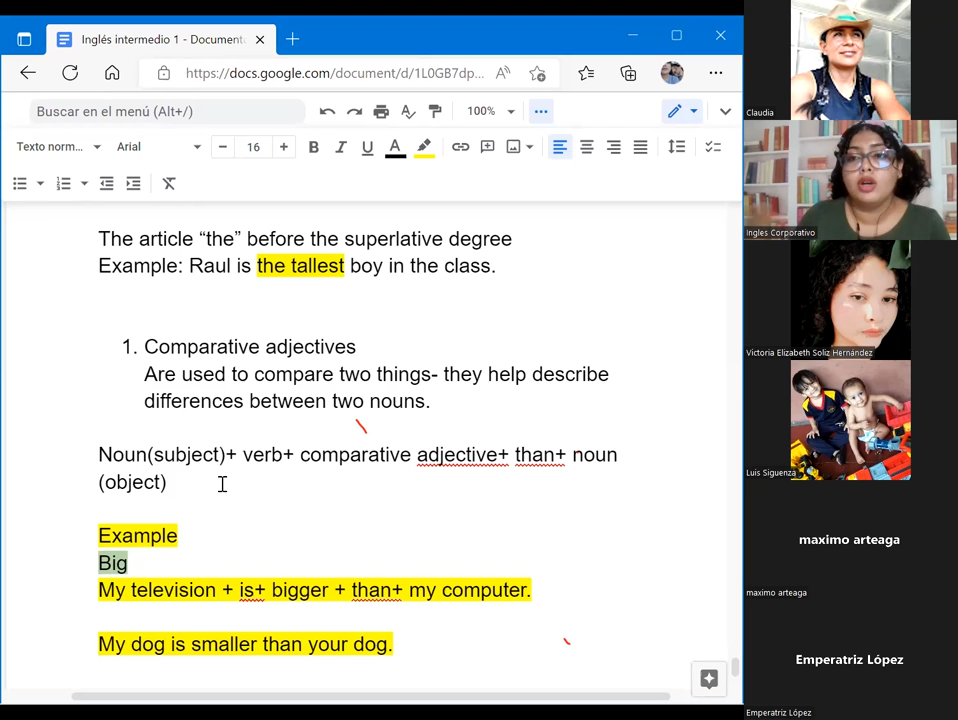 Inglés intermedio 1 - Documento
https://docs.google.com/document/d/1L0GB7dp...
Buscar en el menú (Alt+/)
100%
Texto norm...
Arial
16
The article “the” before the superlative degree
Example: Raul is the tallest boy in the class.
1. Comparative adjectives
Are used to compare two things- they help describe
differences between two nouns.
Noun(subject)+ verb+ comparative adjective+ than+ noun
(object)
Example
Big
My television + is+ bigger + than+ my computer.
My dog is smaller than your dog.
Claudia
Ingles Corporativo
Victoria Elizabeth Soliz Hernández
Luis Siguenza
maximo arteaga
maximo arteaga
Emperatriz López
Emperatriz López